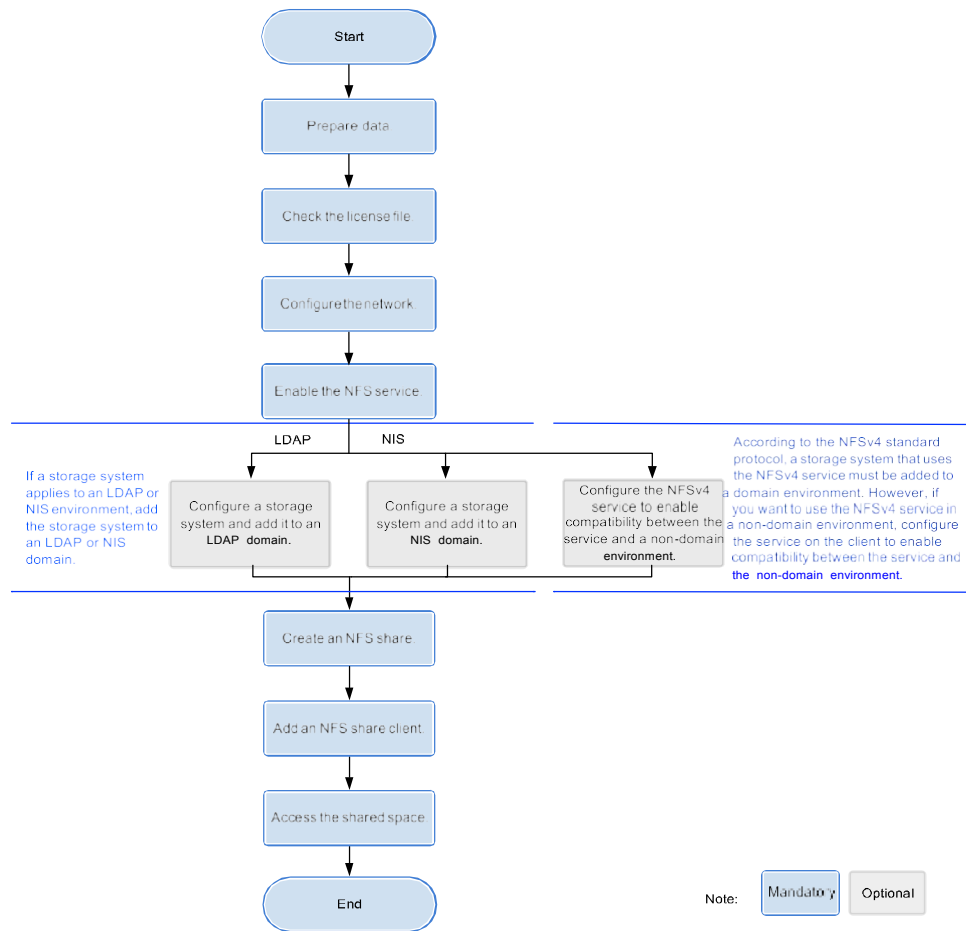 Start
Prepare data
Check the license file.
Configure the network.
Enable the NFS service.
LDAP
NIS
If a storage system
applies to an LDAP or
NIS environment, add
the storage system to
an LDAP or NIS
domain.
Configure a storage
system and add it to an
LDAP domain.
Configure a storage
system and add it to an
NIS domain.
Configure the NFSv4
service to enable
compatibility between the
service and a non-domain
environment.
According to the NFSv4 standard
protocol, a storage system that uses
the NFSv4 service must be added to
a domain environment. However, if
you want to use the NFSv4 service in
a non-domain environment, configure
the service on the client to enable
compatibility between the service and
the non-domain environment.
Create an NFS share.
Add an NFS share client.
Access the shared space.
End
Note:
Mandatory
Optional